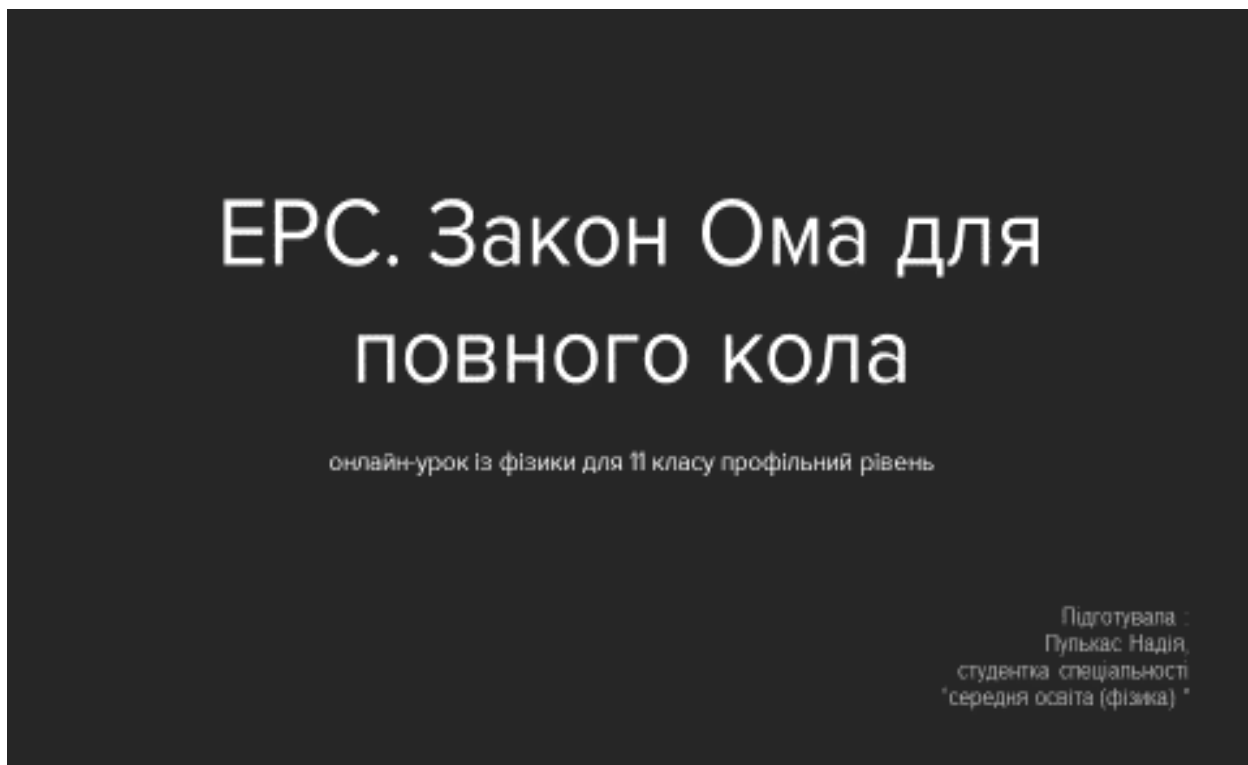 ЕРС. Закон Ома для
повного кола
онлайн-урок із фізики для 11 класу профільний рівень
Підготувала :
Пулькас Надія,
студентка спеціальності
"середня освіта (фізика) "